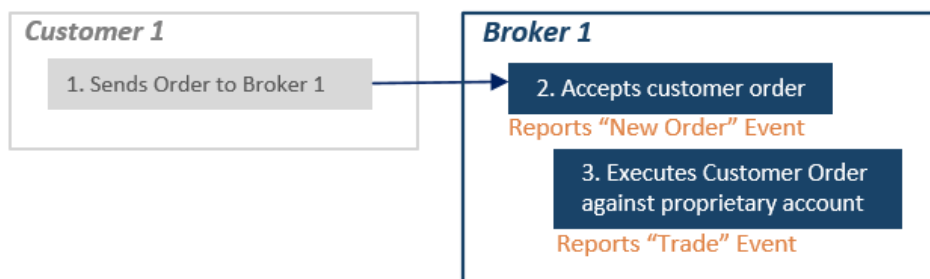 Customer 1
1. Sends Order to Broker 1
Broker 1
2. Accepts customer order
Reports “New Order” Event
3. Executes Customer Order
against proprietary account
Reports “Trade” Event